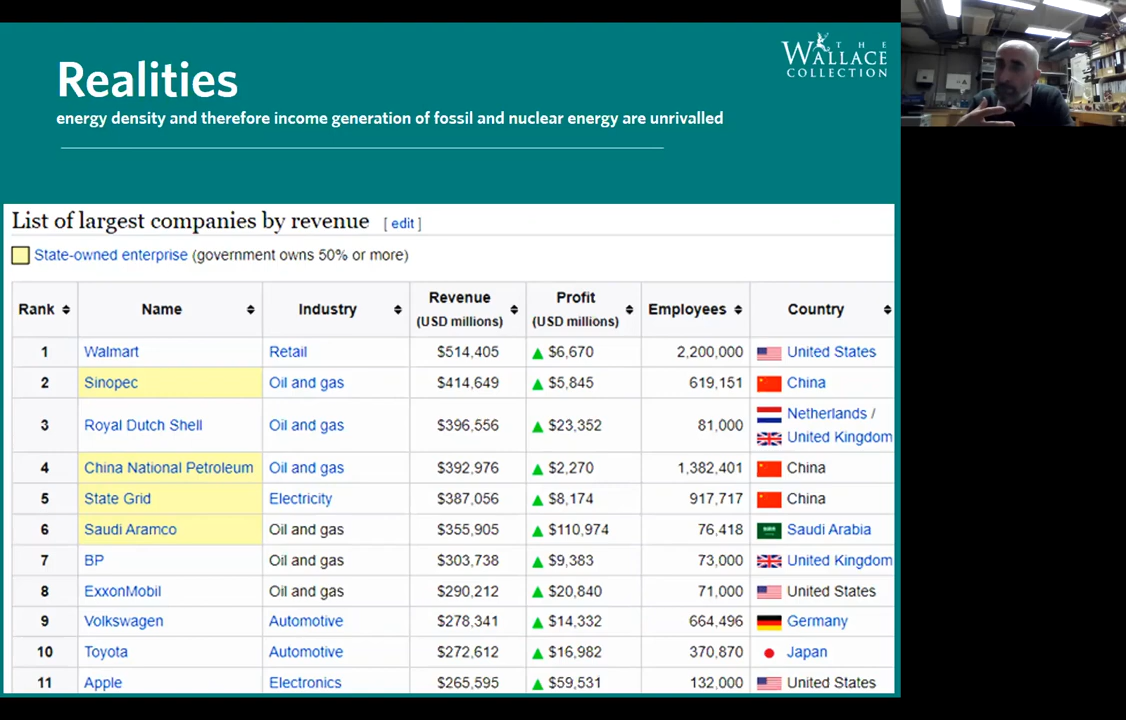 Realities
energy density and therefore income generation of fossil and nuclear energy are unrivalled
THE
WALLACE
COLLECTION
List of largest companies by revenue [ edit ]
State-owned enterprise (government owns 50% or more)
Rank Name Industry Revenue (USD millions) Profit (USD millions) Employees Country
1 Walmart Retail $514,405 $6,670 2,200,000 United States
2 Sinopec Oil and gas $414,649 $5,845 619,151 China
3 Royal Dutch Shell Oil and gas $396,556 $23,352 81,000 Netherlands / United Kingdom
4 China National Petroleum Oil and gas $392,976 $2,270 1,382,401 China
5 State Grid Electricity $387,056 $8,174 917,717 China
6 Saudi Aramco Oil and gas $355,905 $110,974 76,418 Saudi Arabia
7 BP Oil and gas $303,738 $9,383 73,000 United Kingdom
8 ExxonMobil Oil and gas $290,212 $20,840 71,000 United States
9 Volkswagen Automotive $278,341 $14,332 664,496 Germany
10 Toyota Automotive $272,612 $16,982 370,870 Japan
11 Apple Electronics $265,595 $59,531 132,000 United States